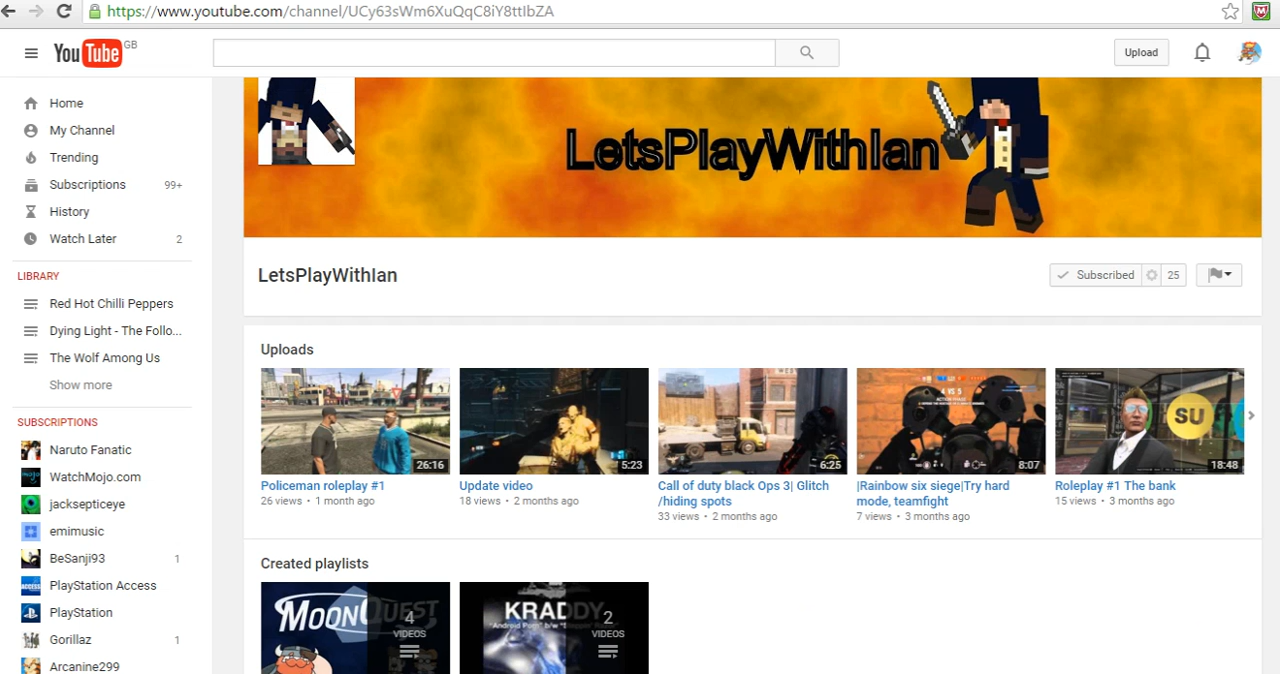 https://www.youtube.com/channel/UCy63sWm6XuQqC8iY8ttIbZA
YouTube GB
Upload
Home
My Channel
Trending
Subscriptions 99+
History
Watch Later 2
LIBRARY
Red Hot Chilli Peppers
Dying Light - The Follo...
The Wolf Among Us
Show more
SUBSCRIPTIONS
Naruto Fanatic
WatchMojo.com
jacksepticeye
emimusic
BeSanji93 1
PlayStation Access
PlayStation
Gorillaz 1
Arcanine299
LetsPlayWithIan
LetsPlayWithIan
Subscribed 25
Uploads
26:16
Policeman roleplay #1
26 views • 1 month ago
5:23
Update video
18 views • 2 months ago
6:25
Call of duty black Ops 3| Glitch
/hiding spots
33 views • 2 months ago
4 VS 5
8:07
|Rainbow six siege|Try hard
mode, teamfight
7 views • 3 months ago
SU
18:48
Roleplay #1 The bank
15 views • 3 months ago
Created playlists
MOONQUEST
4
VIDEOS
KRADDY
2
VIDEOS